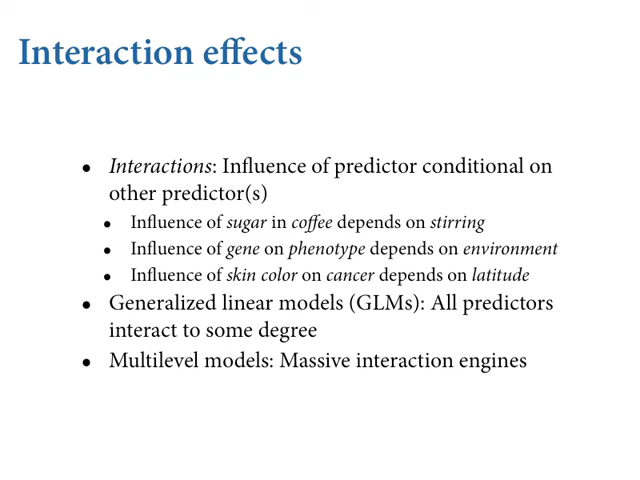 Interaction effects
• Interactions: Influence of predictor conditional on
other predictor(s)
• Influence of sugar in coffee depends on stirring
• Influence of gene on phenotype depends on environment
• Influence of skin color on cancer depends on latitude
• Generalized linear models (GLMs): All predictors
interact to some degree
• Multilevel models: Massive interaction engines